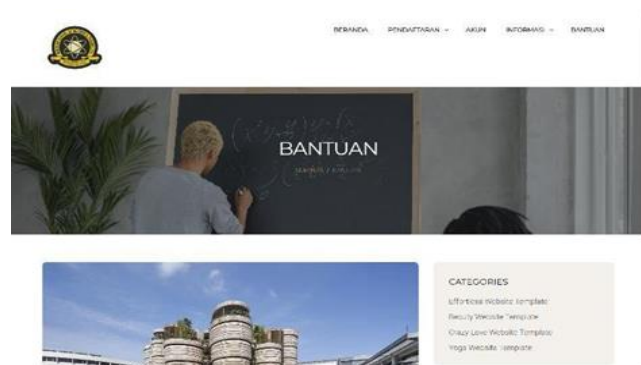 BERANDA PENDAFTARAN AKUN INFORMASI BANTUAN
BANTUAN
CATEGORIES
Effortless Website Template
Beauty Website Template
Crazy Love Website Template
Yoga Website Template